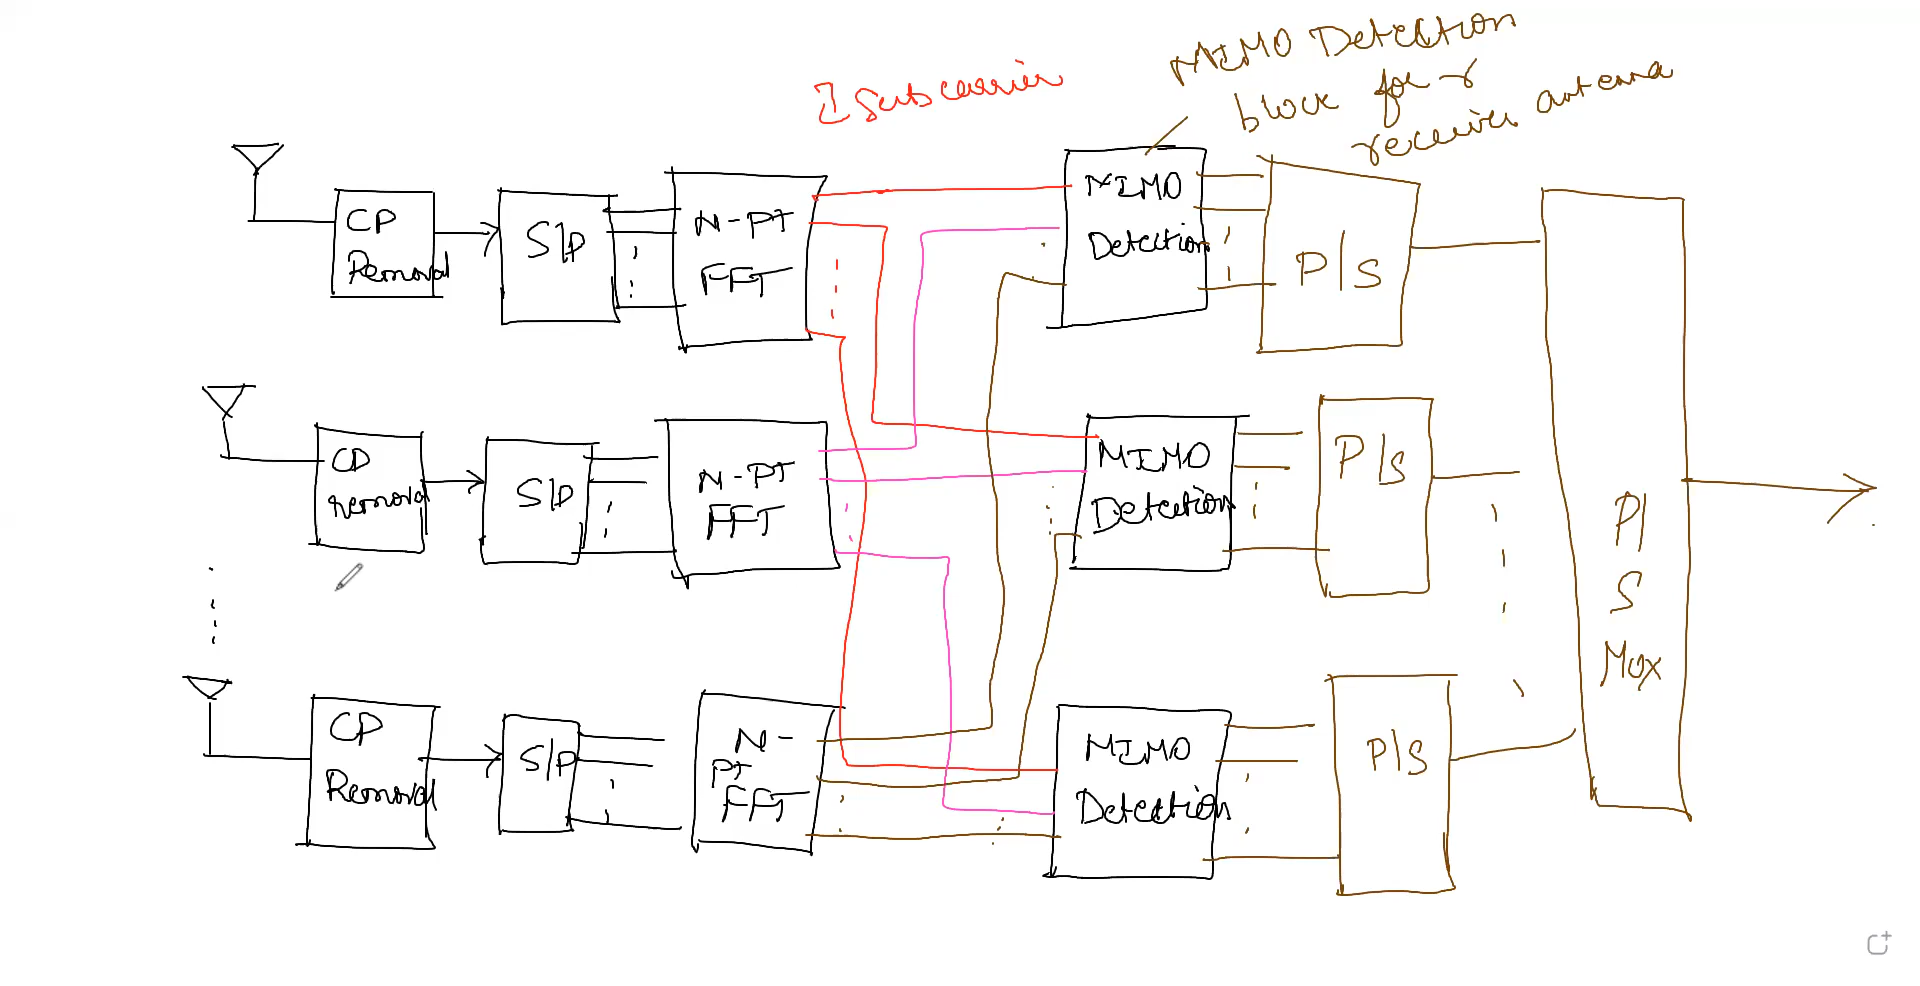 MIMO Detection
block for r
receiver antenna
subcarrier
CP
Removal
S/P
N-PT
FFT
MIMO
Detection
P/S
CP
Removal
S/P
N-PT
FFT
MIMO
Detection
P/S
P/
S
Mux
CP
Removal
S/P
N-
PT
FFT
MIMO
Detection
P/S